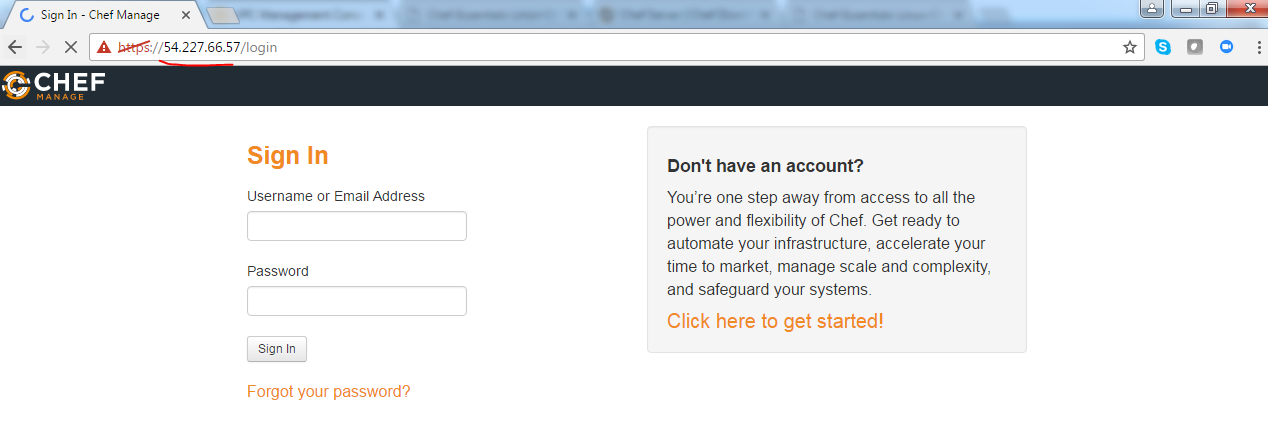 Sign In - Chef Manage
https://54.227.66.57/login
CHEF
MANAGE
Sign In
Username or Email Address
Password
Sign In
Forgot your password?
Don't have an account?
You’re one step away from access to all the
power and flexibility of Chef. Get ready to
automate your infrastructure, accelerate your
time to market, manage scale and complexity,
and safeguard your systems.
Click here to get started!